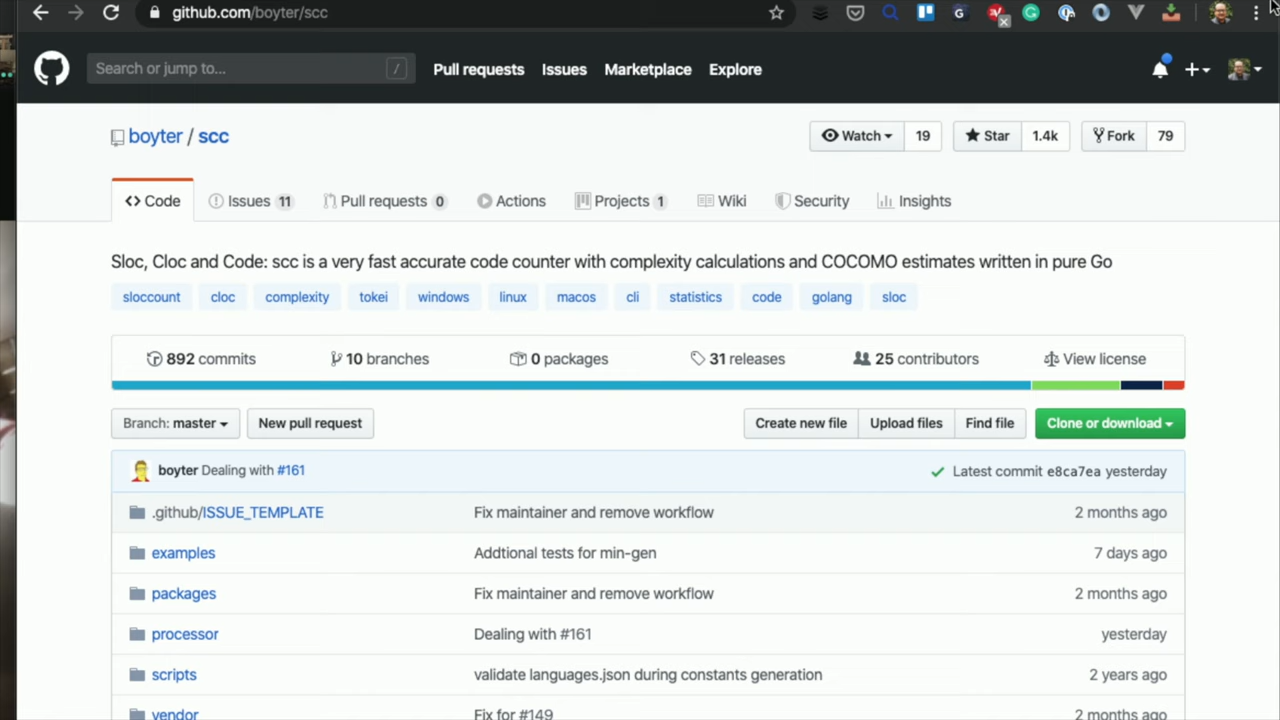 github.com/boyter/scc
Search or jump to... /
Pull requests Issues Marketplace Explore
boyter / scc
Watch 19 Star 1.4k Fork 79
Code Issues 11 Pull requests 0 Actions Projects 1 Wiki Security Insights
Sloc, Cloc and Code: scc is a very fast accurate code counter with complexity calculations and COCOMO estimates written in pure Go
sloccount cloc complexity tokei windows linux macos cli statistics code golang sloc
892 commits 10 branches 0 packages 31 releases 25 contributors View license
Branch: master New pull request Create new file Upload files Find file Clone or download
boyter Dealing with #161 Latest commit e8ca7ea yesterday
.github/ISSUE_TEMPLATE Fix maintainer and remove workflow 2 months ago
examples Addtional tests for min-gen 7 days ago
packages Fix maintainer and remove workflow 2 months ago
processor Dealing with #161 yesterday
scripts validate languages.json during constants generation 2 years ago
vendor Fix for #149 2 months ago